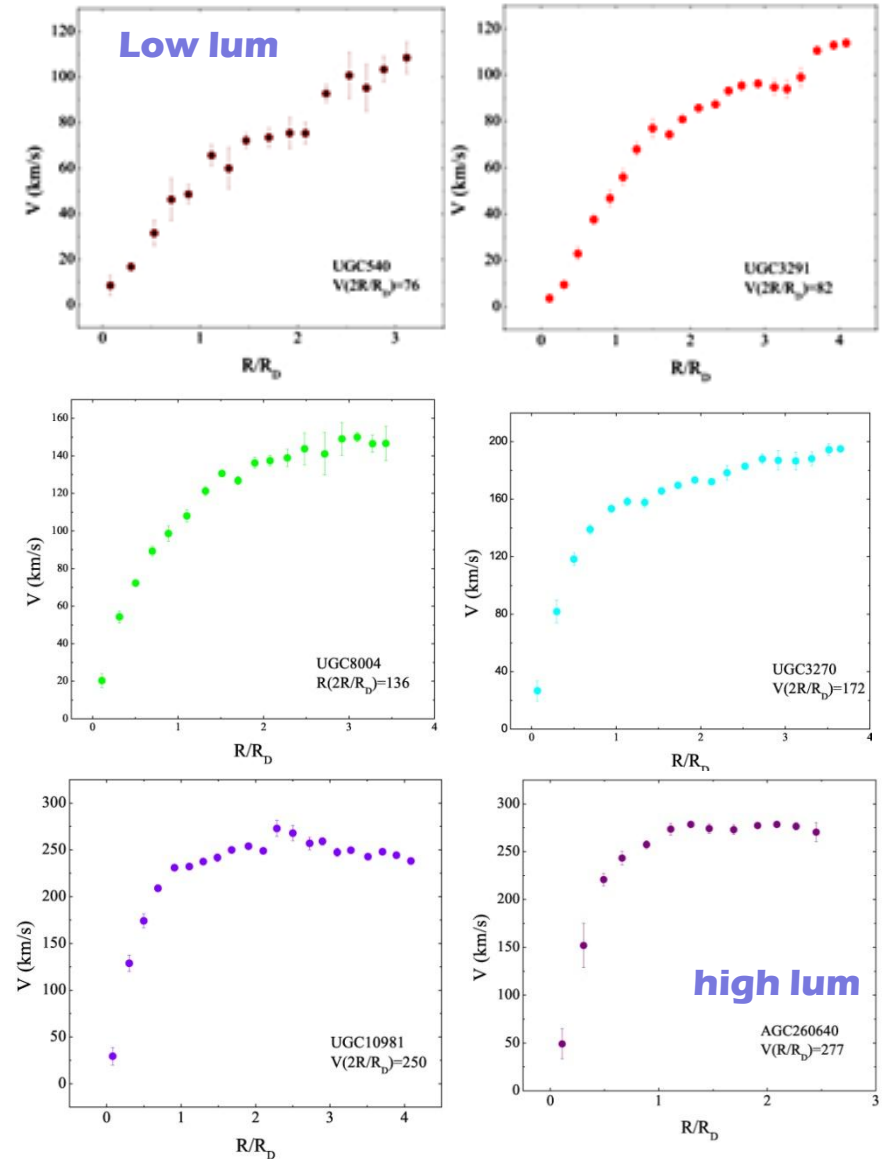 Low lum
120
100
80
60
40
20
0
V (km/s)
UGC540
V(2R/R_D)=76
0 1 2 3
R/R_D
120
100
80
60
40
20
0
V (km/s)
UGC3291
V(2R/R_D)=82
0 1 2 3 4
R/R_D
160
140
120
100
80
60
40
20
0
V (km/s)
UGC8004
R(2R/R_D)=136
0 1 2 3 4
R/R_D
200
160
120
80
40
0
V (km/s)
UGC3270
V(2R/R_D)=172
0 1 2 3 4
R/R_D
300
250
200
150
100
50
0
V (km/s)
UGC10981
V(2R/R_D)=250
0 1 2 3 4
R/R_D
300
250
200
150
100
50
0
V (km/s)
high lum
AGC260640
V(R/R_D)=277
0 1 2 3
R/R_D